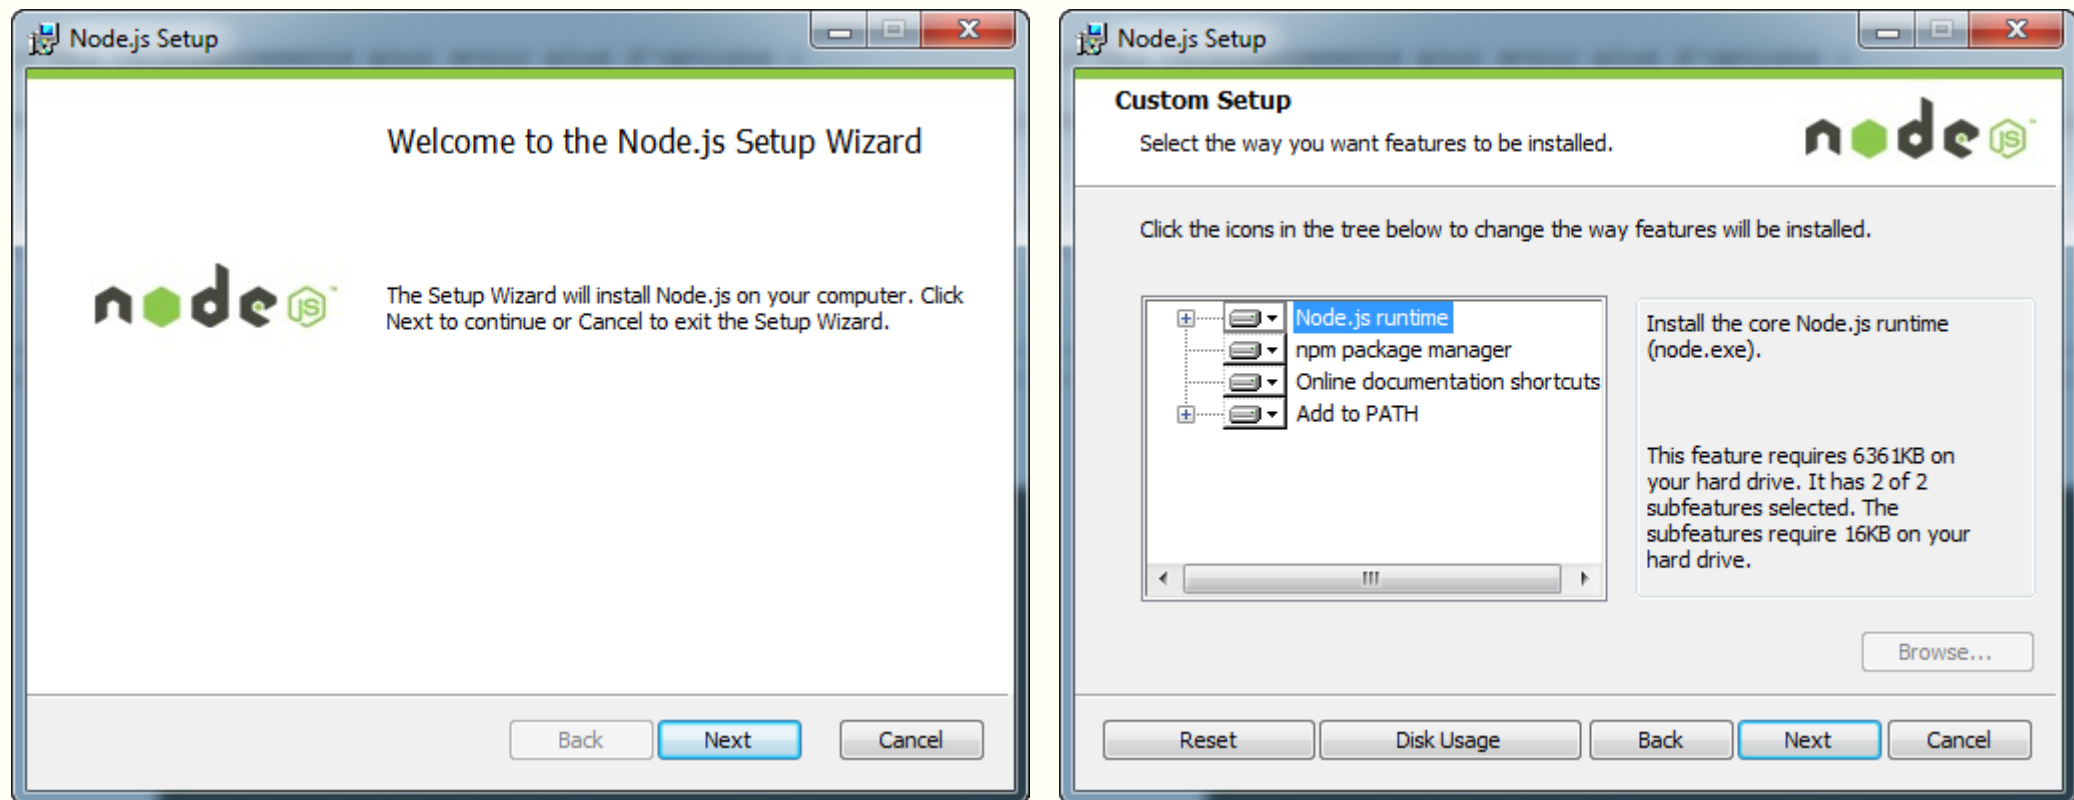 Node.js Setup
Welcome to the Node.js Setup Wizard
node JS ™
The Setup Wizard will install Node.js on your computer. Click
Next to continue or Cancel to exit the Setup Wizard.
Back
Next
Cancel
Node.js Setup
Custom Setup
Select the way you want features to be installed.
node JS ™
Click the icons in the tree below to change the way features will be installed.
Node.js runtime
npm package manager
Online documentation shortcuts
Add to PATH
Install the core Node.js runtime
(node.exe).
This feature requires 6361KB on
your hard drive. It has 2 of 2
subfeatures selected. The
subfeatures require 16KB on your
hard drive.
Browse...
Reset
Disk Usage
Back
Next
Cancel